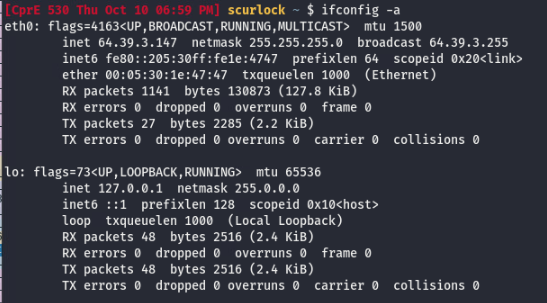 [CprE 530 Thu Oct 10 06:59 PM] scurlock ~ $ ifconfig -a
eth0: flags=4163<UP,BROADCAST,RUNNING,MULTICAST>  mtu 1500
        inet 64.39.3.147  netmask 255.255.255.0  broadcast 64.39.3.255
        inet6 fe80::205:30ff:fe1e:4747  prefixlen 64  scopeid 0x20<link>
        ether 00:05:30:1e:47:47  txqueuelen 1000  (Ethernet)
        RX packets 1141  bytes 130873 (127.8 KiB)
        RX errors 0  dropped 0  overruns 0  frame 0
        TX packets 27  bytes 2285 (2.2 KiB)
        TX errors 0  dropped 0 overruns 0  carrier 0  collisions 0

lo: flags=73<UP,LOOPBACK,RUNNING>  mtu 65536
        inet 127.0.0.1  netmask 255.0.0.0
        inet6 ::1  prefixlen 128  scopeid 0x10<host>
        loop  txqueuelen 1000  (Local Loopback)
        RX packets 48  bytes 2516 (2.4 KiB)
        RX errors 0  dropped 0  overruns 0  frame 0
        TX packets 48  bytes 2516 (2.4 KiB)
        TX errors 0  dropped 0 overruns 0  carrier 0  collisions 0